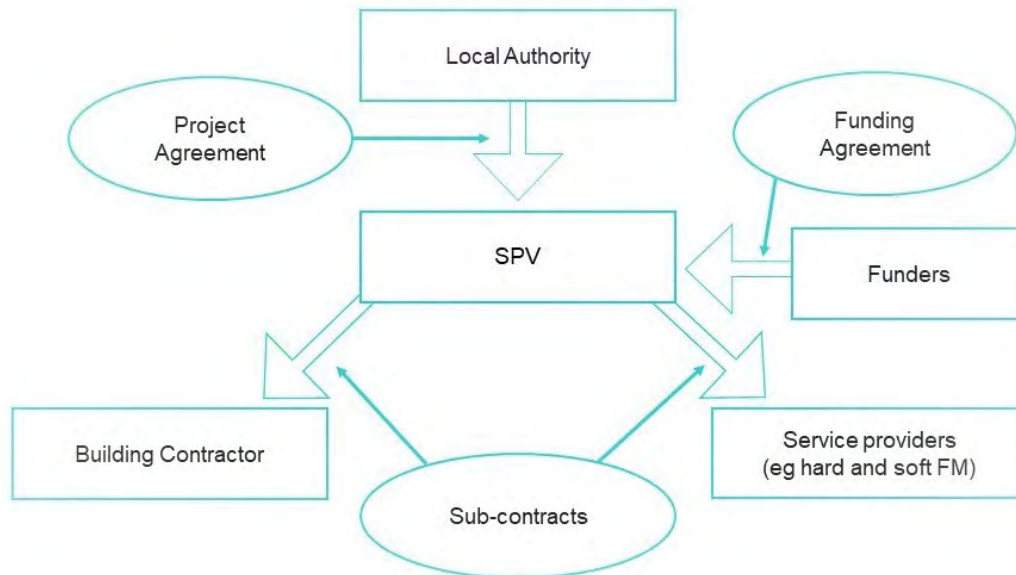 Local Authority
Project
Agreement
Funding
Agreement
SPV
Funders
Building Contractor
Service providers
(eg hard and soft FM)
Sub-contracts